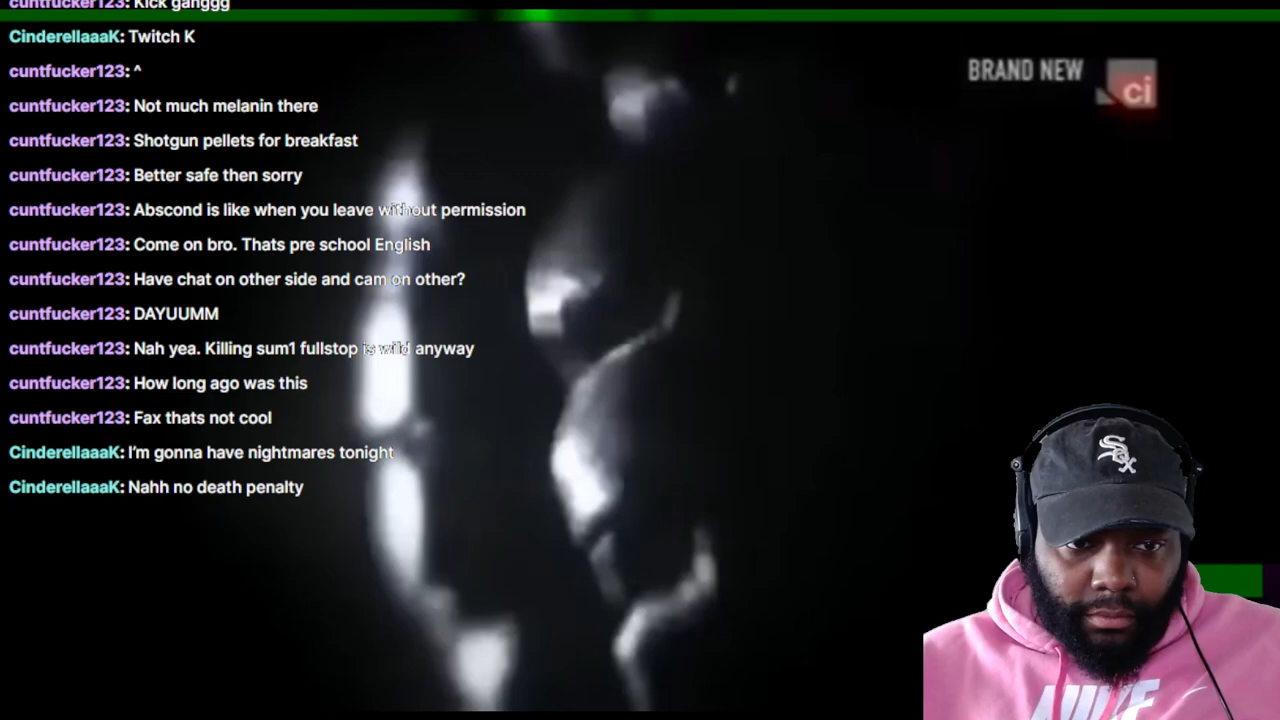 cuntfucker123: Kick ganggg
CinderellaaaK: Twitch K
cuntfucker123: ^
cuntfucker123: Not much melanin there
cuntfucker123: Shotgun pellets for breakfast
cuntfucker123: Better safe then sorry
cuntfucker123: Abscond is like when you leave without permission
cuntfucker123: Come on bro. Thats pre school English
cuntfucker123: Have chat on other side and cam on other?
cuntfucker123: DAYUUMM
cuntfucker123: Nah yea. Killing sum1 fullstop is wild anyway
cuntfucker123: How long ago was this
cuntfucker123: Fax thats not cool
CinderellaaaK: I'm gonna have nightmares tonight
CinderellaaaK: Nahh no death penalty
BRAND NEW
ci
SOX
NIKE